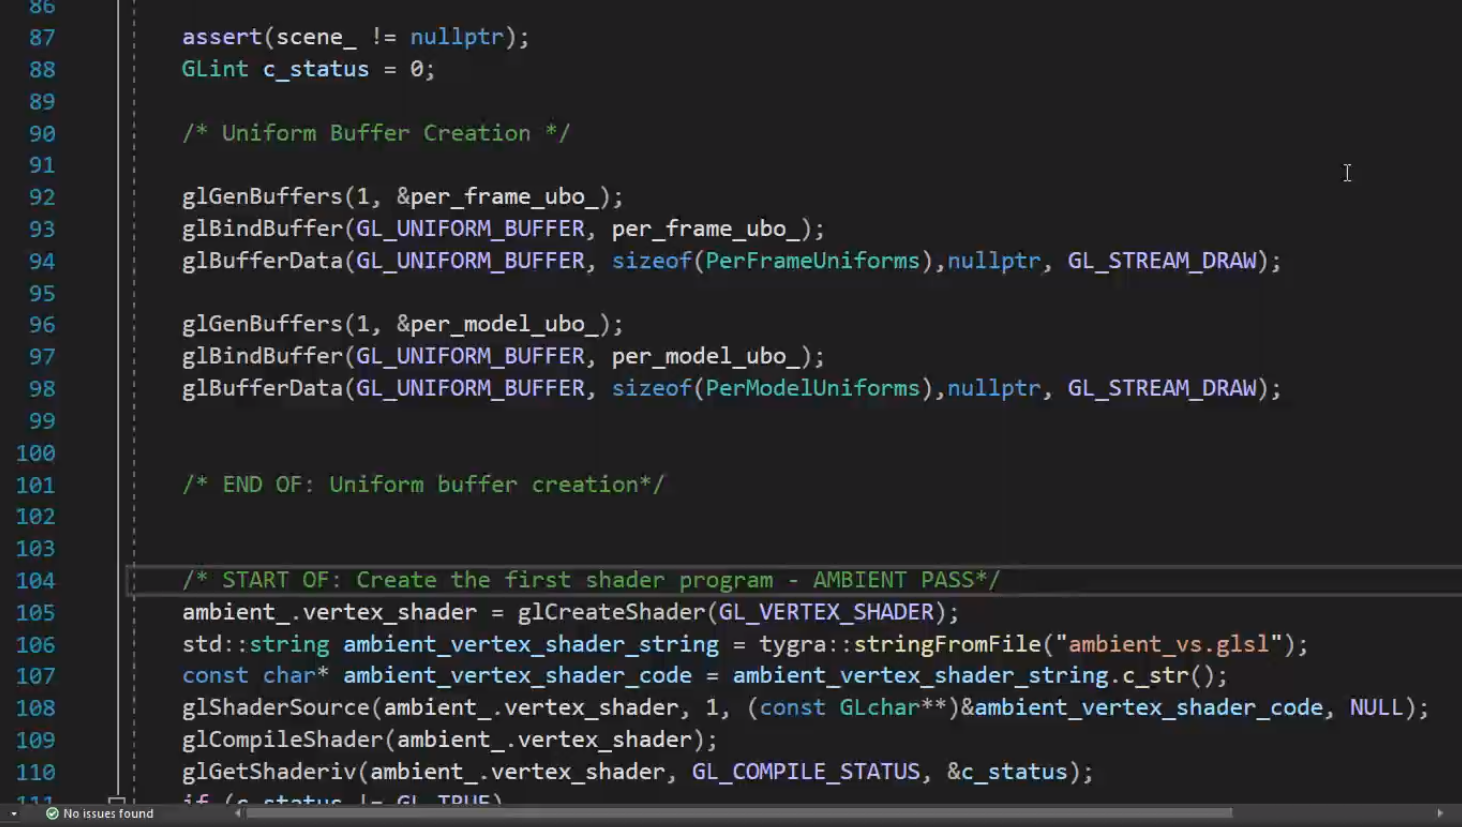 86
87 assert(scene_ != nullptr);
88 GLint c_status = 0;
89
90 /* Uniform Buffer Creation */
91
92 glGenBuffers(1, &per_frame_ubo_);
93 glBindBuffer(GL_UNIFORM_BUFFER, per_frame_ubo_);
94 glBufferData(GL_UNIFORM_BUFFER, sizeof(PerFrameUniforms),nullptr, GL_STREAM_DRAW);
95
96 glGenBuffers(1, &per_model_ubo_);
97 glBindBuffer(GL_UNIFORM_BUFFER, per_model_ubo_);
98 glBufferData(GL_UNIFORM_BUFFER, sizeof(PerModelUniforms),nullptr, GL_STREAM_DRAW);
99
100
101 /* END OF: Uniform buffer creation*/
102
103
104 /* START OF: Create the first shader program - AMBIENT PASS*/
105 ambient_.vertex_shader = glCreateShader(GL_VERTEX_SHADER);
106 std::string ambient_vertex_shader_string = tygra::stringFromFile("ambient_vs.glsl");
107 const char* ambient_vertex_shader_code = ambient_vertex_shader_string.c_str();
108 glShaderSource(ambient_.vertex_shader, 1, (const GLchar**)&ambient_vertex_shader_code, NULL);
109 glCompileShader(ambient_.vertex_shader);
110 glGetShaderiv(ambient_.vertex_shader, GL_COMPILE_STATUS, &c_status);
111 if (c_status != GL_TRUE)
No issues found